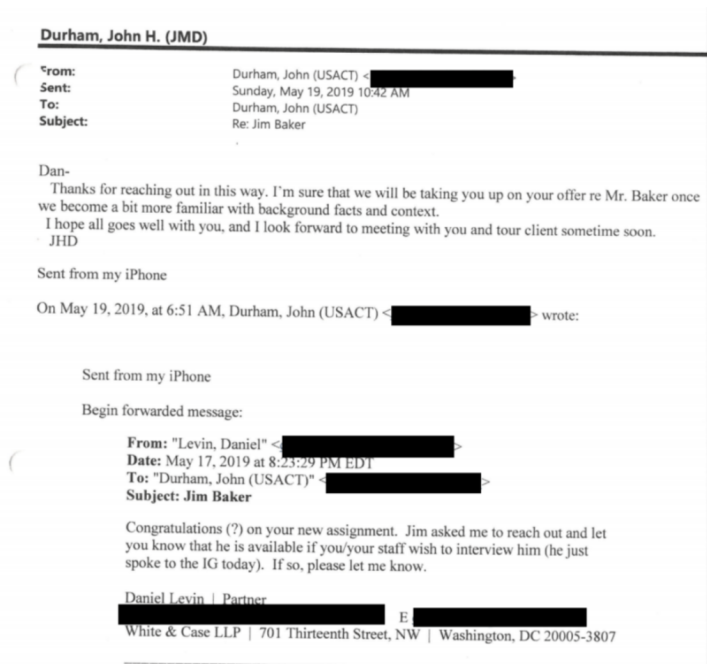 Durham, John H. (JMD)
From: Durham, John (USACT) <
Sent: Sunday, May 19, 2019 10:42 AM
To: Durham, John (USACT)
Subject: Re: Jim Baker
Dan-
Thanks for reaching out in this way. I'm sure that we will be taking you up on your offer re Mr. Baker once
we become a bit more familiar with background facts and context.
I hope all goes well with you, and I look forward to meeting with you and tour client sometime soon.
JHD
Sent from my iPhone
On May 19, 2019, at 6:51 AM, Durham, John (USACT) < > wrote:
Sent from my iPhone
Begin forwarded message:
From: "Levin, Daniel" < >
Date: May 17, 2019 at 8:23:29 PM EDT
To: "Durham, John (USACT)" < >
Subject: Jim Baker
Congratulations (?) on your new assignment. Jim asked me to reach out and let
you know that he is available if you/your staff wish to interview him (he just
spoke to the IG today). If so, please let me know.
Daniel Levin | Partner
E
White & Case LLP | 701 Thirteenth Street, NW | Washington, DC 20005-3807